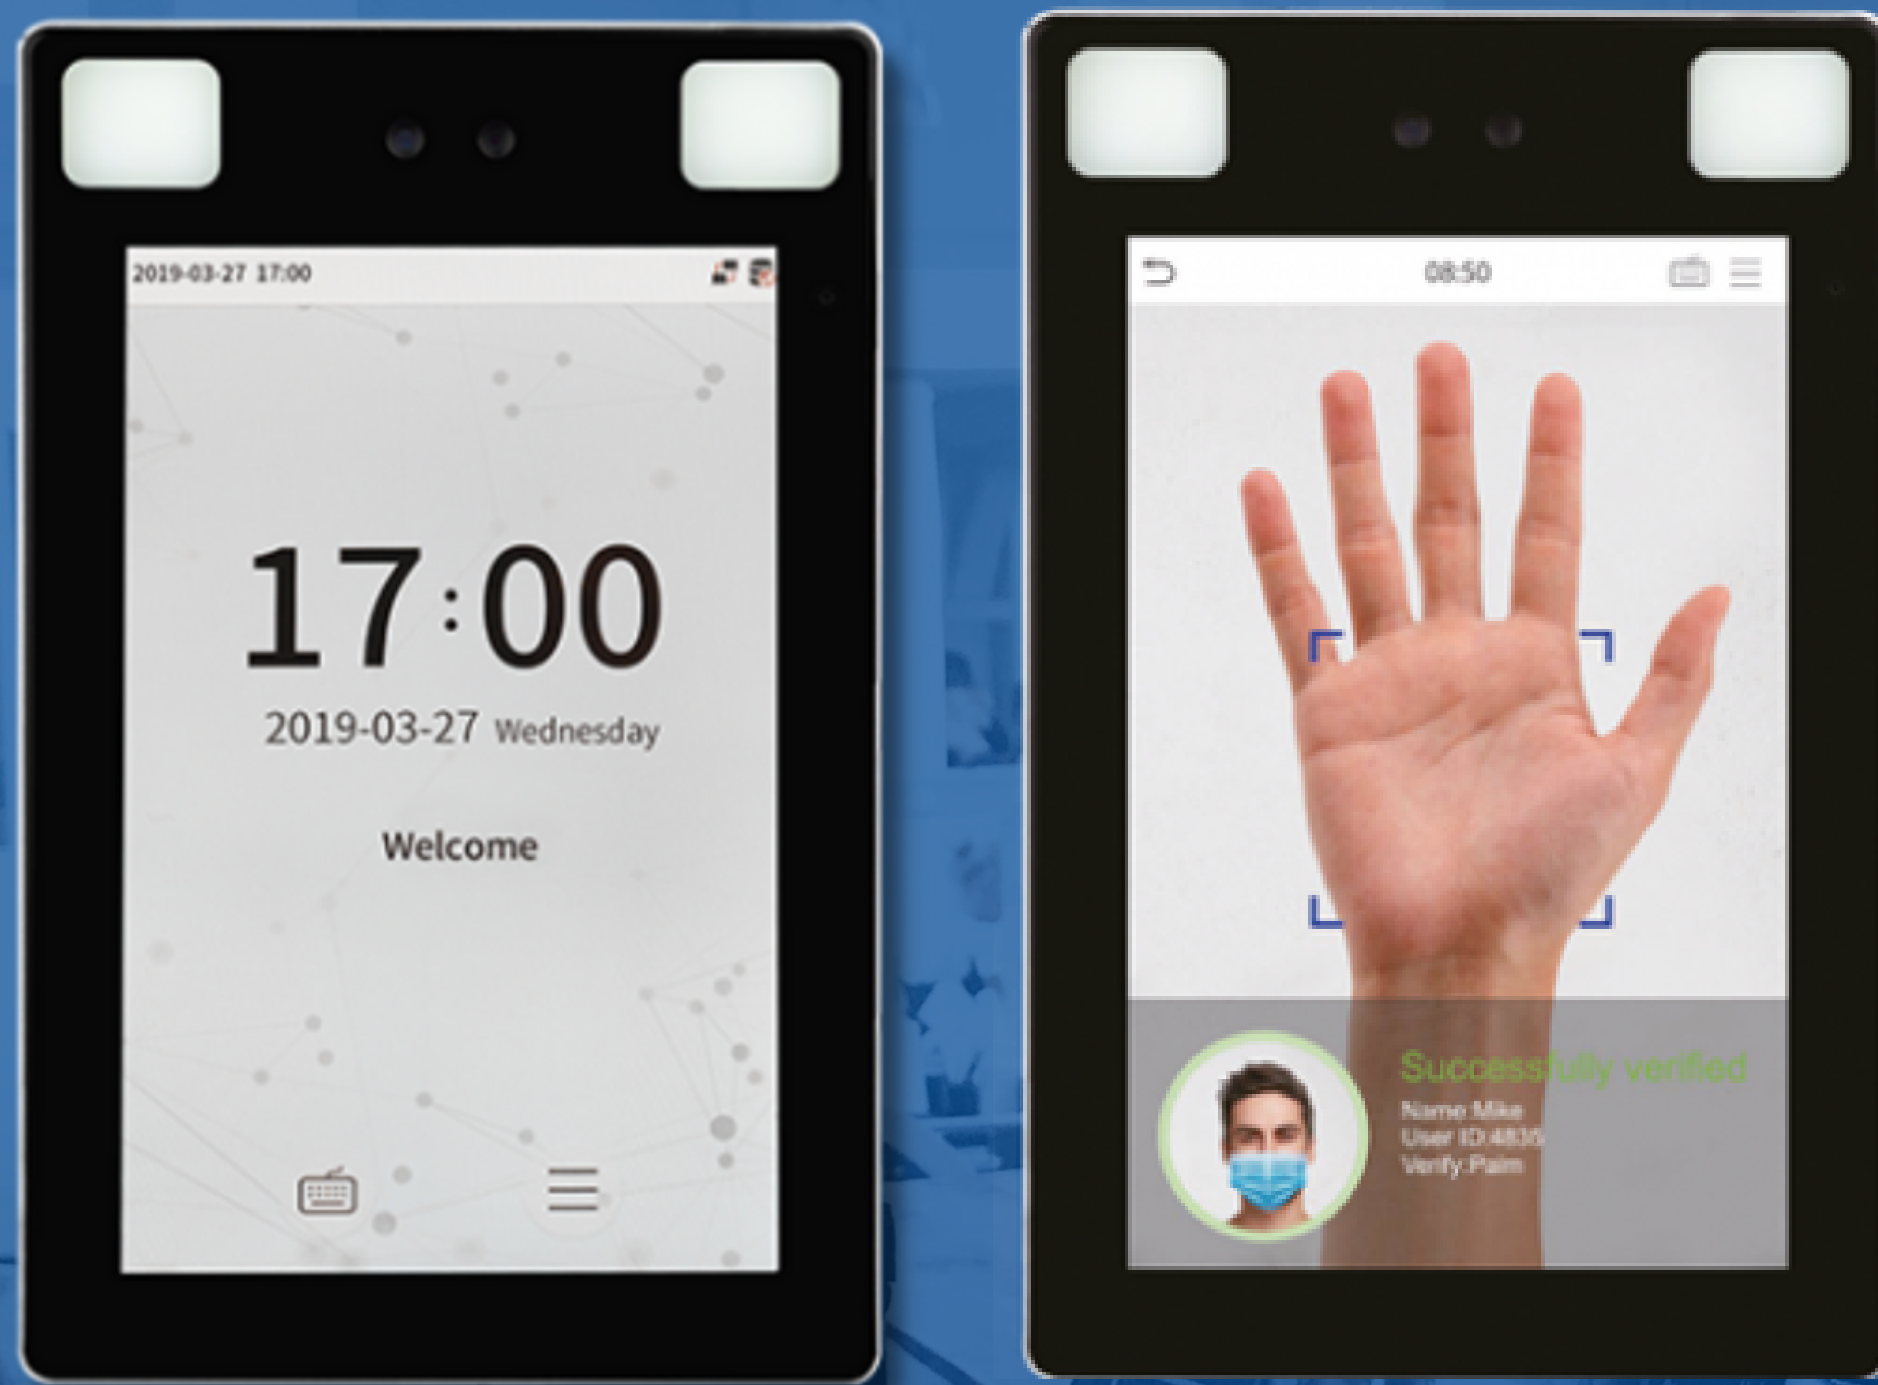 2019-03-27 17:00
17:00
2019-03-27 Wednesday
Welcome
08:50
Successfully verified
Name:Mike
User ID:4835
Verify:Palm